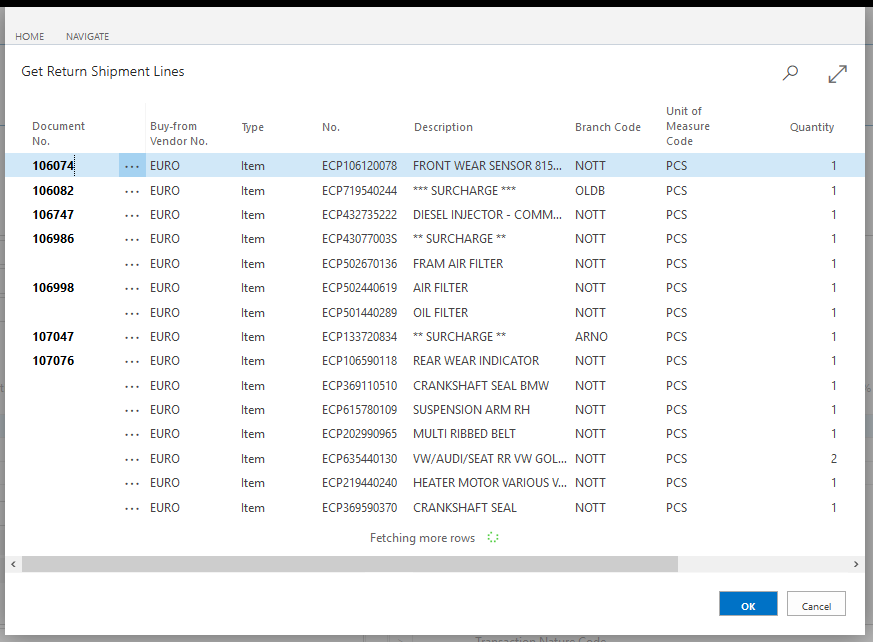 HOME NAVIGATE
Get Return Shipment Lines
Document No. Buy-from Vendor No. Type No. Description Branch Code Unit of Measure Code Quantity
106074 ... EURO Item ECP106120078 FRONT WEAR SENSOR 815... NOTT PCS 1
106082 ... EURO Item ECP719540244 *** SURCHARGE *** OLDB PCS 1
106747 ... EURO Item ECP432735222 DIESEL INJECTOR - COMM... NOTT PCS 1
106986 ... EURO Item ECP43077003S ** SURCHARGE ** NOTT PCS 1
... EURO Item ECP502670136 FRAM AIR FILTER NOTT PCS 1
106998 ... EURO Item ECP502440619 AIR FILTER NOTT PCS 1
... EURO Item ECP501440289 OIL FILTER NOTT PCS 1
107047 ... EURO Item ECP133720834 ** SURCHARGE ** ARNO PCS 1
107076 ... EURO Item ECP106590118 REAR WEAR INDICATOR NOTT PCS 1
... EURO Item ECP369110510 CRANKSHAFT SEAL BMW NOTT PCS 1
... EURO Item ECP615780109 SUSPENSION ARM RH NOTT PCS 1
... EURO Item ECP202990965 MULTI RIBBED BELT NOTT PCS 1
... EURO Item ECP635440130 VW/AUDI/SEAT RR VW GOL... NOTT PCS 2
... EURO Item ECP219440240 HEATER MOTOR VARIOUS V... NOTT PCS 1
... EURO Item ECP369590370 CRANKSHAFT SEAL NOTT PCS 1
Fetching more rows
OK Cancel
Transaction Nature Code